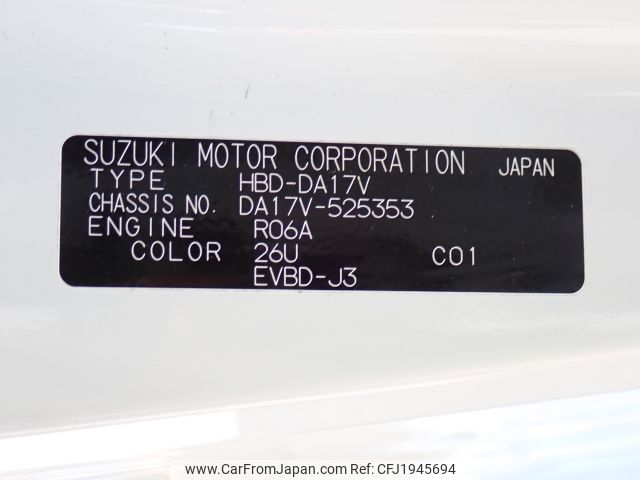 SUZUKI MOTOR CORPORATION JAPAN
TYPE HBD-DA17V
CHASSIS NO. DA17V-525353
ENGINE R06A
COLOR 26U C01
EVBD-J3
www.CarFromJapan.com Photo Ref: CFJ1945694